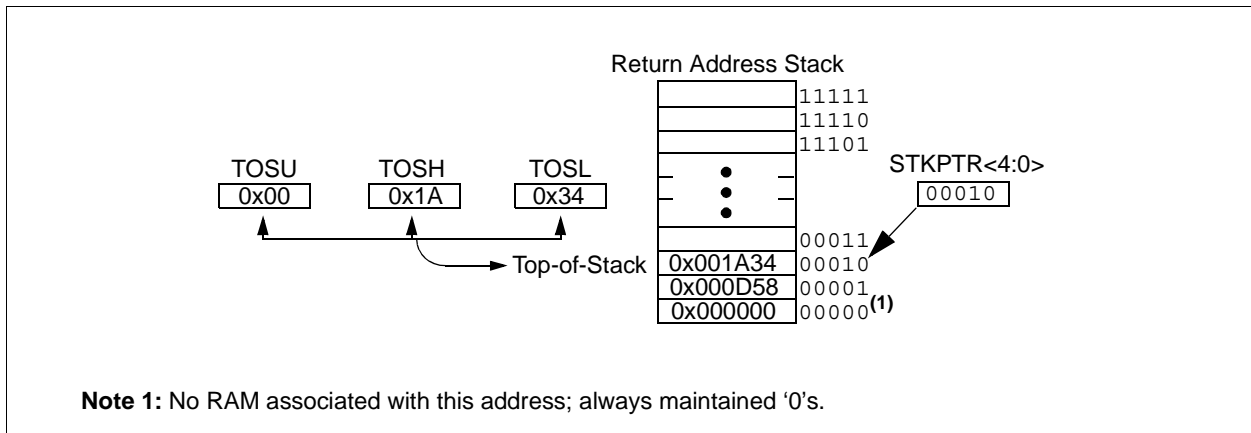 Return Address Stack
11111
11110
11101
TOSU TOSH TOSL STKPTR<4:0>
0x00 0x1A 0x34 00010
00011
Top-of-Stack 0x001A34 00010
0x000D58 00001
0x000000 00000(1)
Note 1: No RAM associated with this address; always maintained ‘0’s.